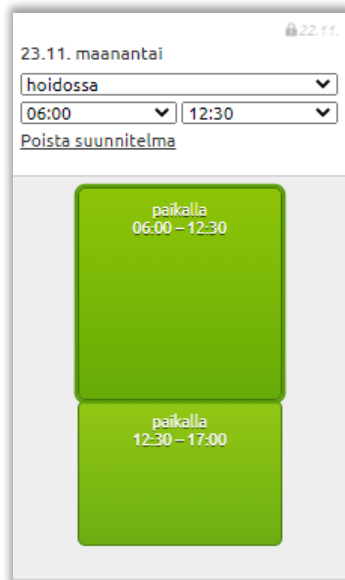 22.11.
23.11. maanantai
hoidossa
06:00 12:30
Poista suunnitelma
paikalla
06:00 – 12:30
paikalla
12:30 – 17:00